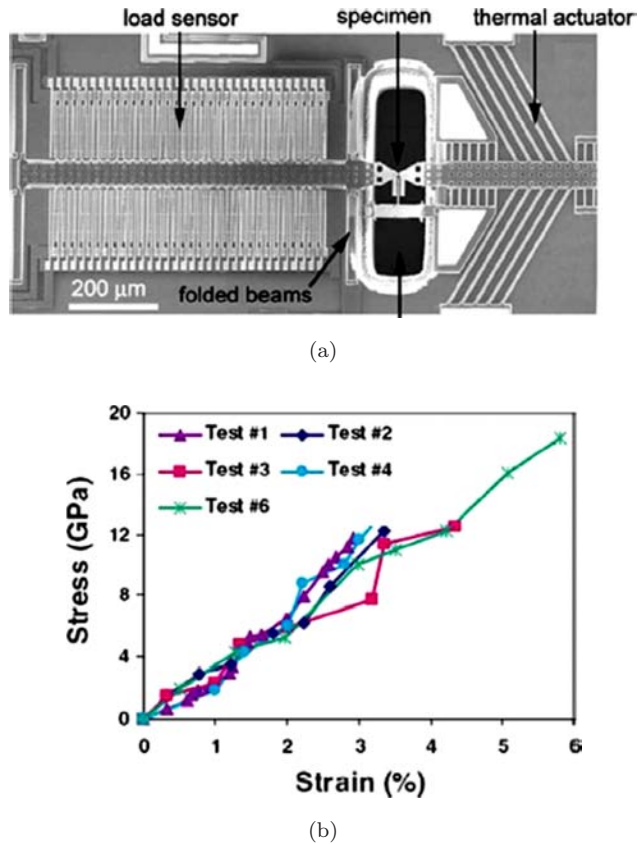 load sensor
specimen
thermal actuator
folded beams
200 µm
(a)
20
16
12
8
4
0
Test #1
Test #2
Test #3
Test #4
Test #6
Stress (GPa)
0 1 2 3 4 5 6
Strain (%)
(b)